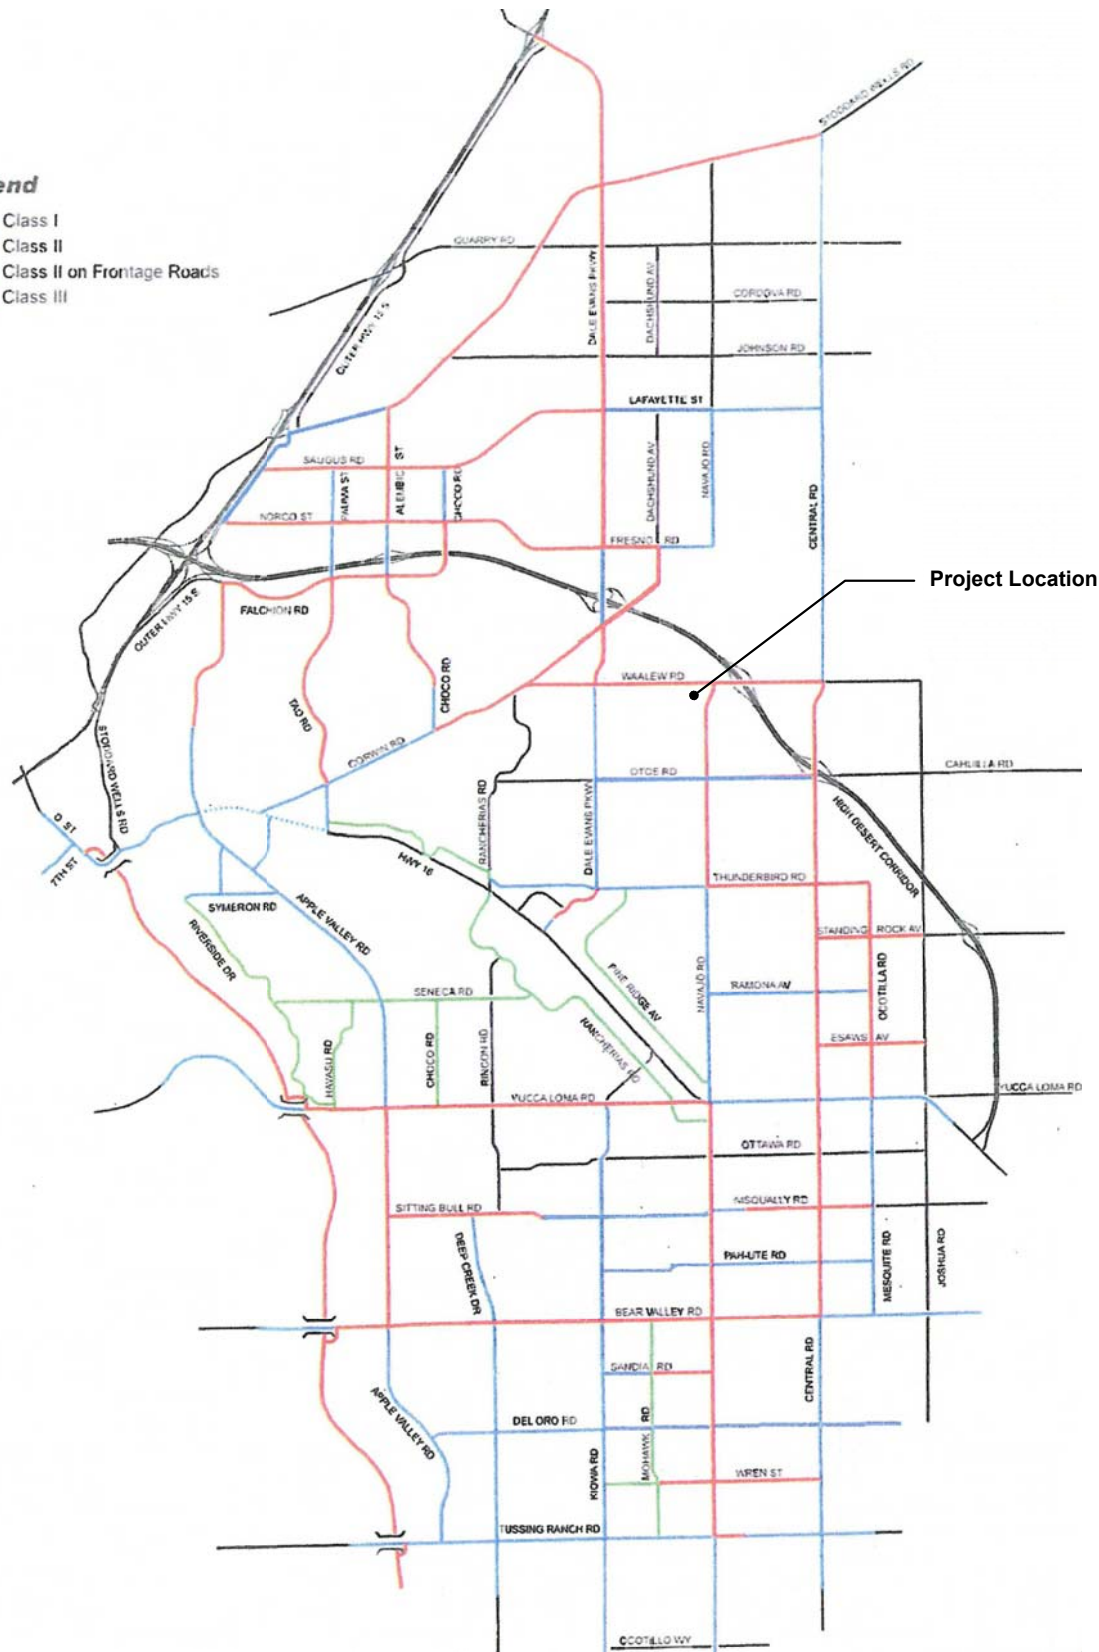 end
Class I
Class II
Class II on Frontage Roads
Class III
STODDARD WELLS RD
QUARRY RD
DALE EVANS PKWY
DACHSHUND AV
CORDOVA RD
OUTER HWY 15 S
JOHNSON RD
LAFAYETTE ST
SAUGUS RD
PALMA ST
ALEMBIC ST
CHOCO RD
DACHSHUND AV
NAVAJO RD
CENTRAL RD
NORCO ST
FRESNO RD
Project Location
OUTER HWY 15 S
FALCHION RD
WAALEW RD
CHOCO RD
TAO RD
STODDARD WELLS RD
CORWIN RD
OTOE RD
CAHUILLA RD
RANCHERIAS RD
DALE EVANS PKWY
HIGH DESERT CORRIDOR
D ST
7TH ST
HWY 18
THUNDERBIRD RD
SYMERON RD
APPLE VALLEY RD
RIVERSIDE DR
STANDING ROCK AV
PINE RIDGE AV
NAVAJO RD
OCOTILLA RD
SENECA RD
RAMONA AV
RANCHERIAS RD
HAVASU RD
CHOCO RD
RINCON RD
ESAWS AV
YUCCA LOMA RD
YUCCA LOMA RD
OTTAWA RD
SITTING BULL RD
NISQUALLY RD
DEEP CREEK DR
PAH-UTE RD
MESQUITE RD
JOSHUA RD
BEAR VALLEY RD
SANDIA RD
CENTRAL RD
APPLE VALLEY RD
DEL ORO RD
MOHAWK RD
KIOWA RD
WREN ST
TUSSING RANCH RD
OCOTILLO WY